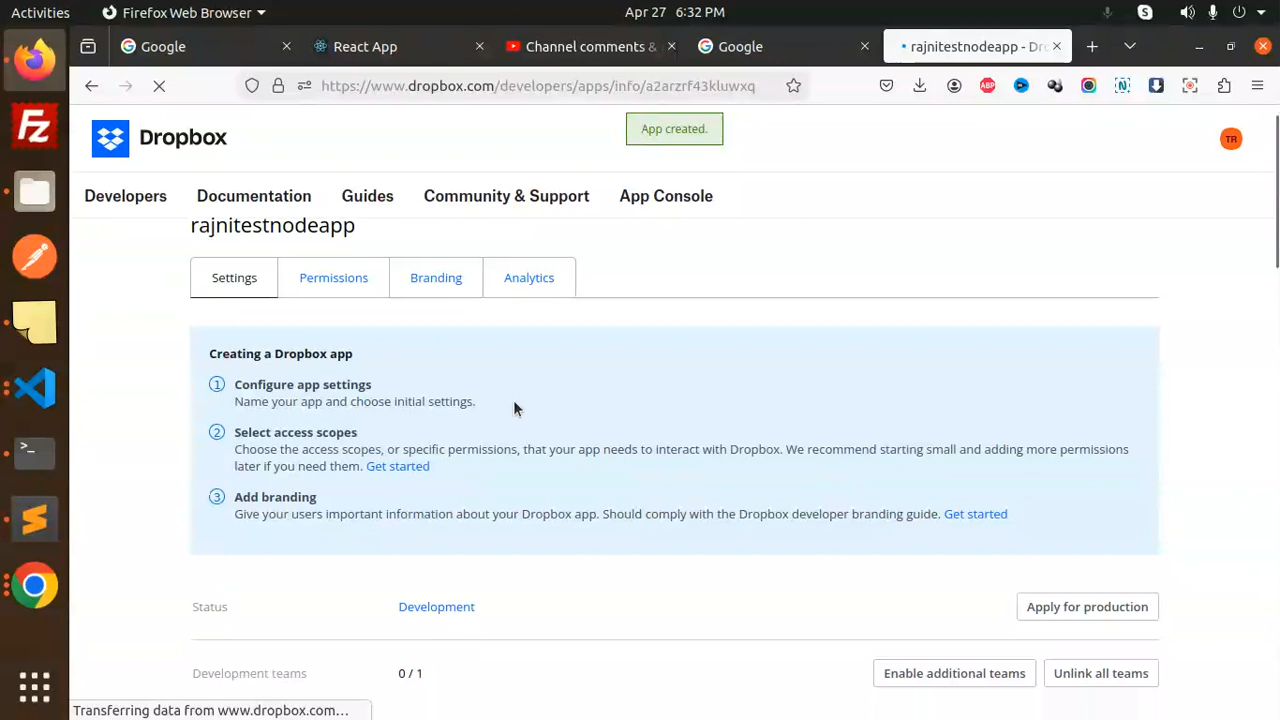 Activities
Firefox Web Browser
Apr 27 6:32 PM
Google
React App
Channel comments &
Google
rajnitestnodeapp - Dro
https://www.dropbox.com/developers/apps/info/a2arzrf43kluwxq
Dropbox
App created.
TR
Developers
Documentation
Guides
Community & Support
App Console
rajnitestnodeapp
Settings
Permissions
Branding
Analytics
Creating a Dropbox app
1 Configure app settings
Name your app and choose initial settings.
2 Select access scopes
Choose the access scopes, or specific permissions, that your app needs to interact with Dropbox. We recommend starting small and adding more permissions
later if you need them. Get started
3 Add branding
Give your users important information about your Dropbox app. Should comply with the Dropbox developer branding guide. Get started
Status
Development
Apply for production
Development teams
0 / 1
Enable additional teams
Unlink all teams
Transferring data from www.dropbox.com…